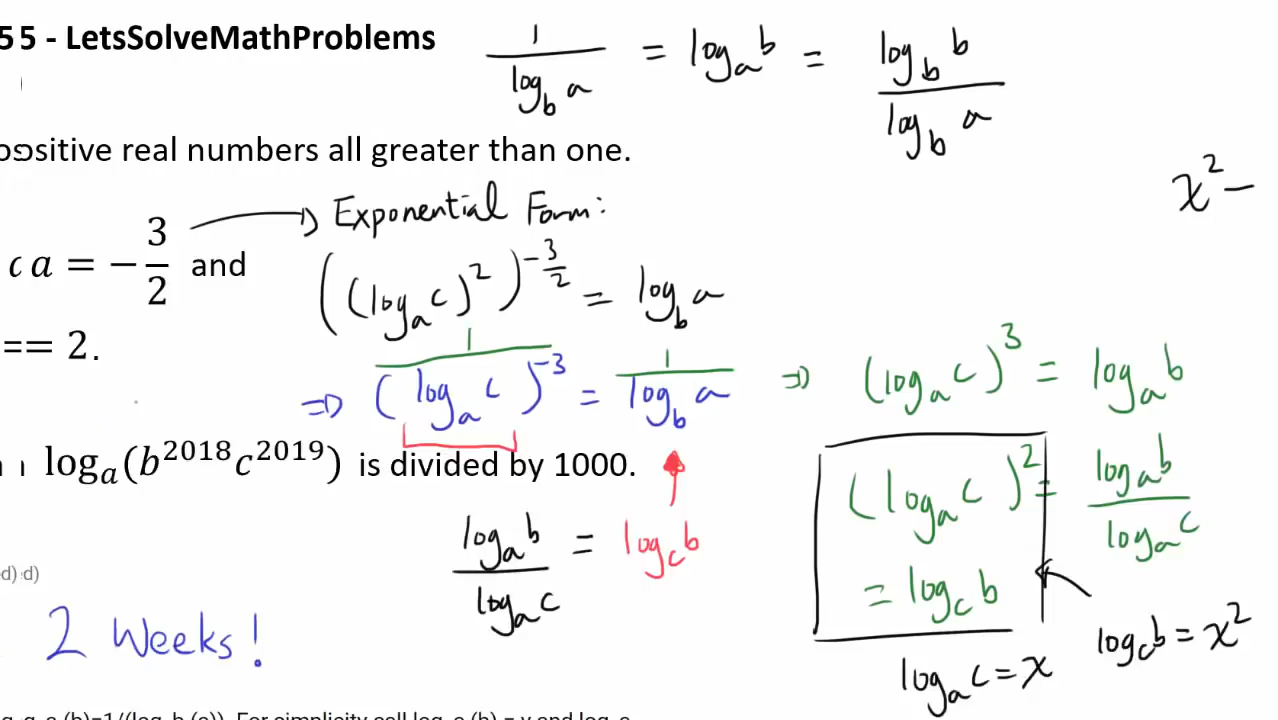 55 - LetsSolveMathProblems
1 / log_b a = log_a b = log_b b / log_b a
positive real numbers all greater than one.
x² −
→ Exponential Form:
c a = − 3/2 and
((log_a c)²)^(−3/2) = log_b a
== 2.
⇒ 1 / (log_a c)^−3 = 1 / log_b a ⇒ (log_a c)³ = log_a b
log_a(b^2018 c^2019) is divided by 1000.
(log_a c)² = log_a b / log_a c
= log_c b
log_a b / log_a c = log_c b
d) d)
2 Weeks!
log_c b = x²
log_a c = x